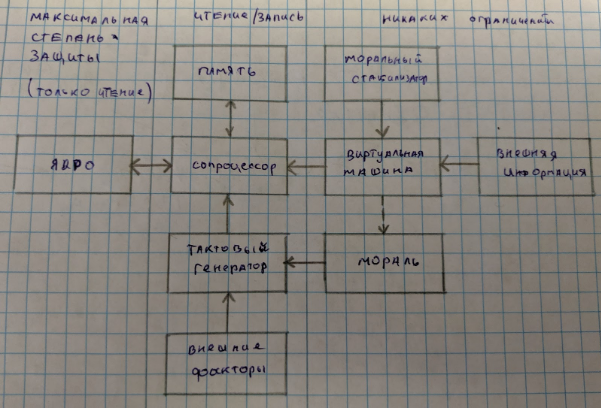 МАКСИМАЛЬНАЯ
СТЕПЕНЬ
ЗАЩИТЫ
(ТОЛЬКО ЧТЕНИЕ)
ЧТЕНИЕ/ЗАПИСЬ
НИКАКИХ ОГРАНИЧЕНИЙ
ПАМЯТЬ
МОРАЛЬНЫЙ
СТАБИЛИЗАТОР
ЯДРО
СОПРОЦЕССОР
ВИРТУАЛЬНАЯ
МАШИНА
ВНЕШНЯЯ
ИНФОРМАЦИЯ
ТАКТОВЫЙ
ГЕНЕРАТОР
МОРАЛЬ
ВНЕШНИЕ
ФАКТОРЫ